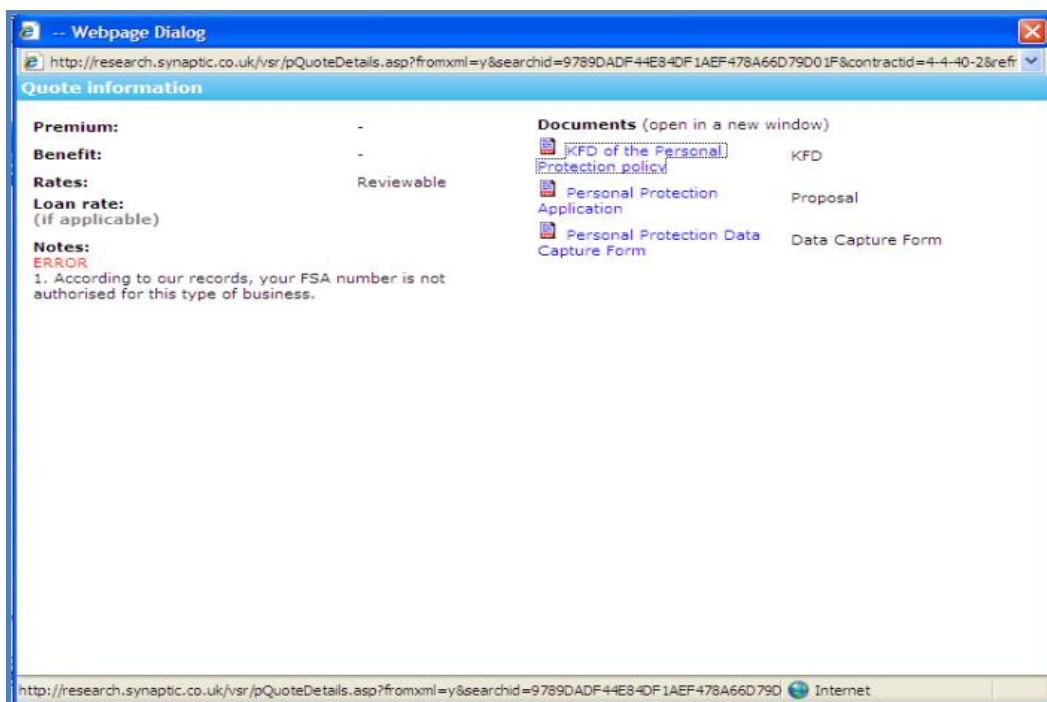 -- Webpage Dialog
http://research.synaptic.co.uk/vsr/pQuoteDetails.asp?fromxml=y&searchid=9789DADF44E84DF1AEF478A66D79D01F&contractid=4-4-40-2&refr
Quote information
Premium: -
Benefit: -
Rates: Reviewable
Loan rate:
(if applicable)
Notes:
ERROR
1. According to our records, your FSA number is not
authorised for this type of business.
Documents (open in a new window)
KFD of the Personal
Protection policy
KFD
Personal Protection
Application
Proposal
Personal Protection Data
Capture Form
Data Capture Form
http://research.synaptic.co.uk/vsr/pQuoteDetails.asp?fromxml=y&searchid=9789DADF44E84DF1AEF478A66D79D
Internet